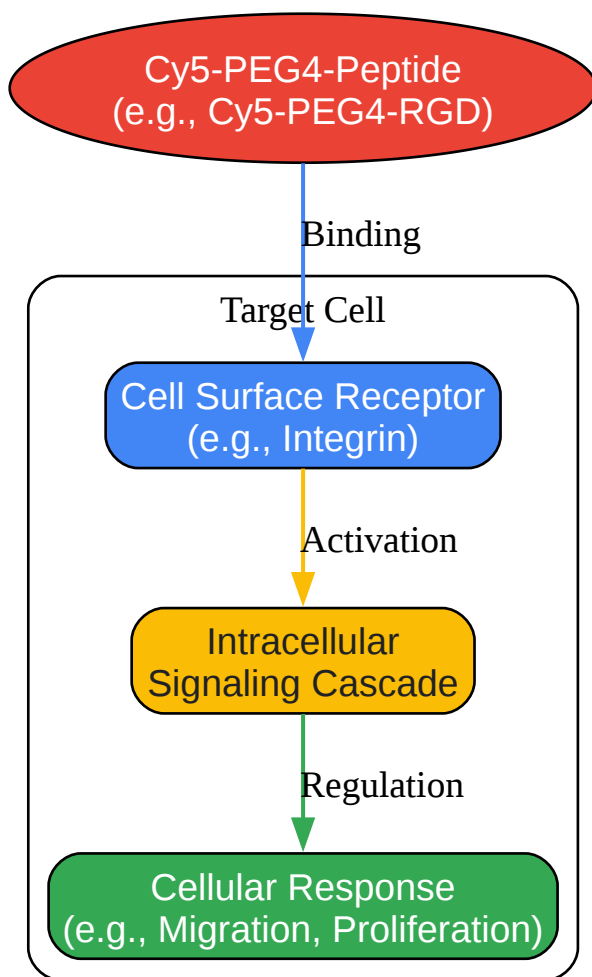 Cy5-PEG4-Peptide
(e.g., Cy5-PEG4-RGD)
Binding
Target Cell
Cell Surface Receptor
(e.g., Integrin)
Activation
Intracellular
Signaling Cascade
Regulation
Cellular Response
(e.g., Migration, Proliferation)